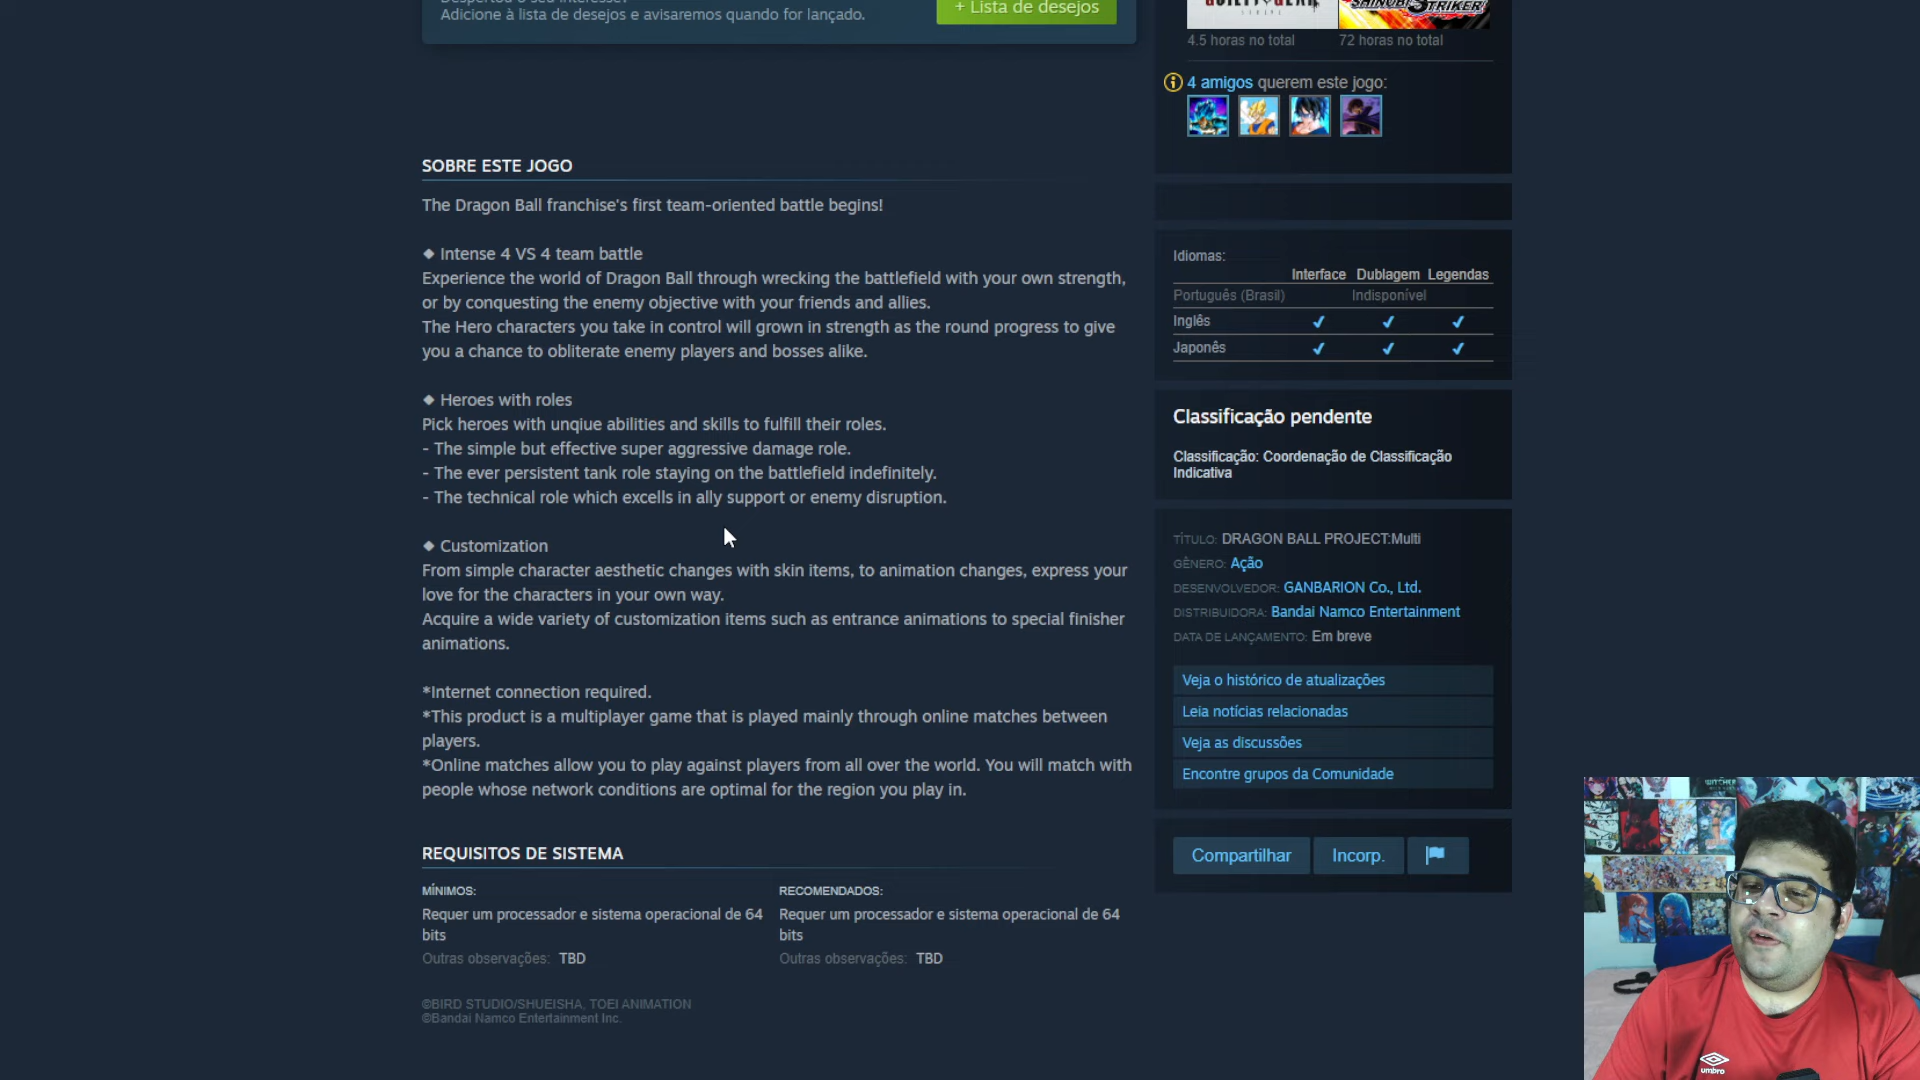 Adicione à lista de desejos e avisaremos quando for lançado.
+ Lista de desejos
4.5 horas no total
72 horas no total
4 amigos querem este jogo:
SOBRE ESTE JOGO
The Dragon Ball franchise's first team-oriented battle begins!
◆ Intense 4 VS 4 team battle
Experience the world of Dragon Ball through wrecking the battlefield with your own strength,
or by conquesting the enemy objective with your friends and allies.
The Hero characters you take in control will grown in strength as the round progress to give
you a chance to obliterate enemy players and bosses alike.
◆ Heroes with roles
Pick heroes with unqiue abilities and skills to fulfill their roles.
- The simple but effective super aggressive damage role.
- The ever persistent tank role staying on the battlefield indefinitely.
- The technical role which excells in ally support or enemy disruption.
◆ Customization
From simple character aesthetic changes with skin items, to animation changes, express your
love for the characters in your own way.
Acquire a wide variety of customization items such as entrance animations to special finisher
animations.
*Internet connection required.
*This product is a multiplayer game that is played mainly through online matches between
players.
*Online matches allow you to play against players from all over the world. You will match with
people whose network conditions are optimal for the region you play in.
REQUISITOS DE SISTEMA
MÍNIMOS:
Requer um processador e sistema operacional de 64
bits
Outras observações: TBD
RECOMENDADOS:
Requer um processador e sistema operacional de 64
bits
Outras observações: TBD
©BIRD STUDIO/SHUEISHA, TOEI ANIMATION
©Bandai Namco Entertainment Inc.
Idiomas:
Interface Dublagem Legendas
Português (Brasil) Indisponível
Inglês ✔ ✔ ✔
Japonês ✔ ✔ ✔
Classificação pendente
Classificação: Coordenação de Classificação
Indicativa
TÍTULO: DRAGON BALL PROJECT:Multi
GÊNERO: Ação
DESENVOLVEDOR: GANBARION Co., Ltd.
DISTRIBUIDORA: Bandai Namco Entertainment
DATA DE LANÇAMENTO: Em breve
Veja o histórico de atualizações
Leia notícias relacionadas
Veja as discussões
Encontre grupos da Comunidade
Compartilhar
Incorp.
umbro